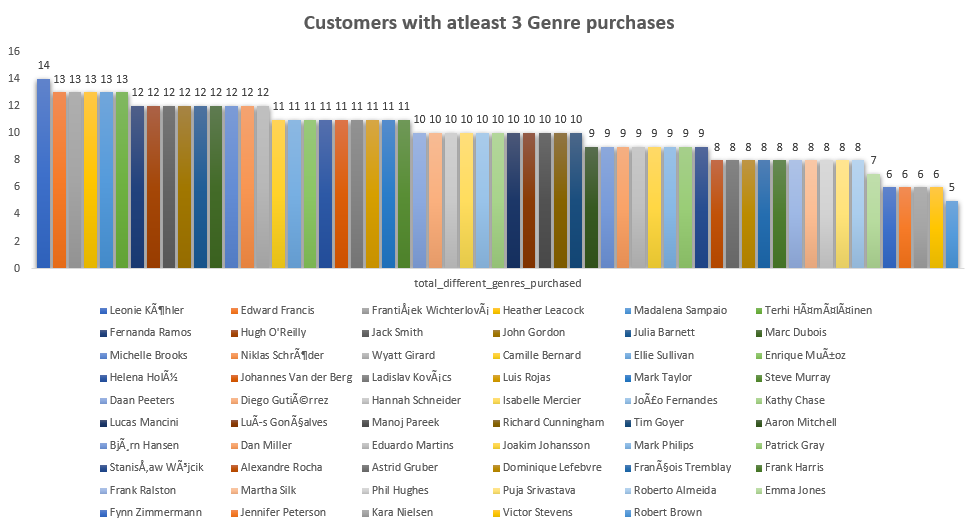 Customers with atleast 3 Genre purchases
16
14
13 13 13 13 13
14
12 12 12 12 12 12 12 12 12
12
11 11 11 11 11 11 11 11 11
10 10 10 10 10 10 10 10 10 10 10
10
9 9 9 9 9 9 9 9
8 8 8 8 8 8 8 8 8 8
8
7
6 6 6 6
6
5
4
2
0
total_different_genres_purchased
Leonie KÃ¶hler Edward Francis FrantiÅ¡ek WichterlovÃ¡ Heather Leacock Madalena Sampaio Terhi HÃ¤mÃ¤lÃ¤inen
Fernanda Ramos Hugh O'Reilly Jack Smith John Gordon Julia Barnett Marc Dubois
Michelle Brooks Niklas SchrÃ¶der Wyatt Girard Camille Bernard Ellie Sullivan Enrique MuÃ±oz
Helena HolÃ½ Johannes Van der Berg Ladislav KovÃ¡cs Luis Rojas Mark Taylor Steve Murray
Daan Peeters Diego GutiÃ©rrez Hannah Schneider Isabelle Mercier JoÃ£o Fernandes Kathy Chase
Lucas Mancini LuÃ­s GonÃ§alves Manoj Pareek Richard Cunningham Tim Goyer Aaron Mitchell
BjÃ¸rn Hansen Dan Miller Eduardo Martins Joakim Johansson Mark Philips Patrick Gray
StanisÅ‚aw WÃ³jcik Alexandre Rocha Astrid Gruber Dominique Lefebvre FranÃ§ois Tremblay Frank Harris
Frank Ralston Martha Silk Phil Hughes Puja Srivastava Roberto Almeida Emma Jones
Fynn Zimmermann Jennifer Peterson Kara Nielsen Victor Stevens Robert Brown